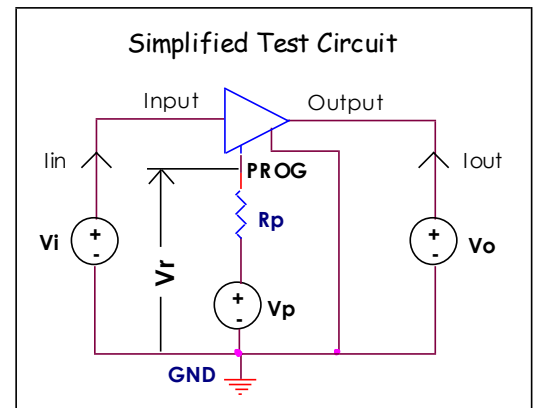 Simplified Test Circuit
Input
Output
Iin
Iout
PROG
Rp
Vi
+
-
Vr
+
-
Vp
+
-
Vo
GND